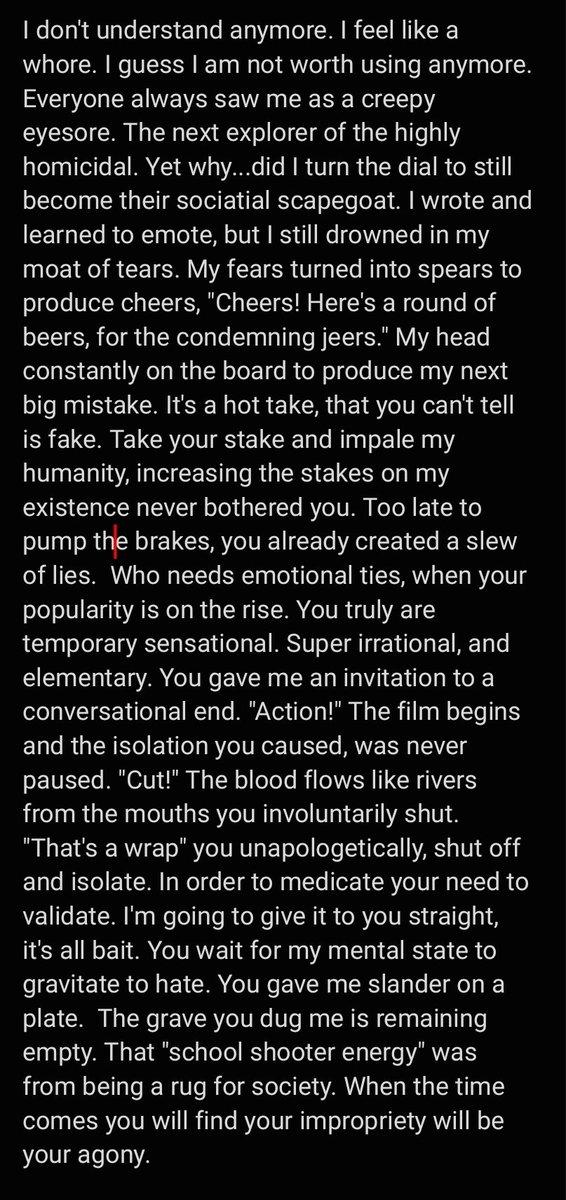 I don't understand anymore. I feel like a
whore. I guess I am not worth using anymore.
Everyone always saw me as a creepy
eyesore. The next explorer of the highly
homicidal. Yet why...did I turn the dial to still
become their sociatial scapegoat. I wrote and
learned to emote, but I still drowned in my
moat of tears. My fears turned into spears to
produce cheers, "Cheers! Here's a round of
beers, for the condemning jeers." My head
constantly on the board to produce my next
big mistake. It's a hot take, that you can't tell
is fake. Take your stake and impale my
humanity, increasing the stakes on my
existence never bothered you. Too late to
pump the brakes, you already created a slew
of lies.  Who needs emotional ties, when your
popularity is on the rise. You truly are
temporary sensational. Super irrational, and
elementary. You gave me an invitation to a
conversational end. "Action!" The film begins
and the isolation you caused, was never
paused. "Cut!" The blood flows like rivers
from the mouths you involuntarily shut.
"That's a wrap" you unapologetically, shut off
and isolate. In order to medicate your need to
validate. I'm going to give it to you straight,
it's all bait. You wait for my mental state to
gravitate to hate. You gave me slander on a
plate.  The grave you dug me is remaining
empty. That "school shooter energy" was
from being a rug for society. When the time
comes you will find your impropriety will be
your agony.